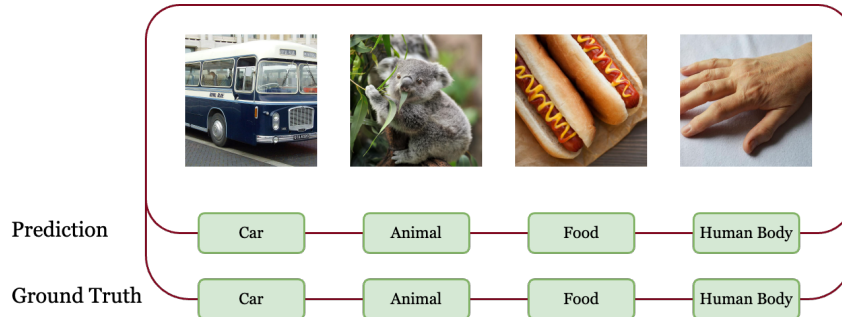 Prediction
Car
Animal
Food
Human Body
Ground Truth
Car
Animal
Food
Human Body